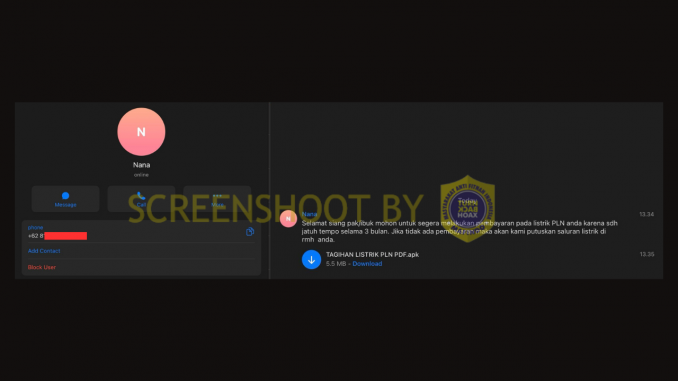 N
Nana
online
Message
Call
phone
+62 8
Add Contact
Block User
SCREENSHOOT BY
TURN
BACK
HOAX
N
Nana
13.34
Selamat siang pak/ibuk mohon untuk segera melakukan pembayaran pada listrik PLN anda karena sdh
jatuh tempo selama 3 bulan. Jika tidak ada pembayaran maka akan kami putuskan saluran listrik di
rmh anda.
TAGIHAN LISTRIK PLN PDF.apk
13.35
5.5 MB – Download